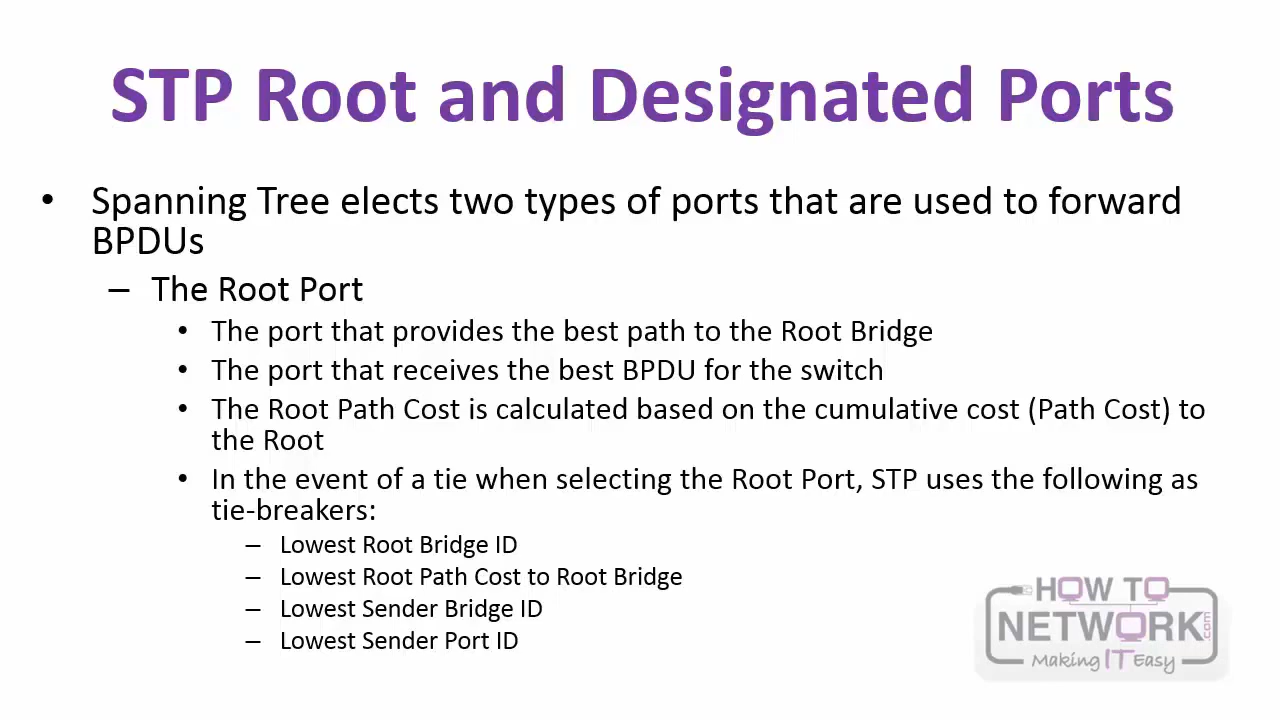 STP Root and Designated Ports
• Spanning Tree elects two types of ports that are used to forward
BPDUs
– The Root Port
• The port that provides the best path to the Root Bridge
• The port that receives the best BPDU for the switch
• The Root Path Cost is calculated based on the cumulative cost (Path Cost) to
the Root
• In the event of a tie when selecting the Root Port, STP uses the following as
tie-breakers:
– Lowest Root Bridge ID
– Lowest Root Path Cost to Root Bridge
– Lowest Sender Bridge ID
– Lowest Sender Port ID
HOW TO
NETWORK.com
Making IT Easy